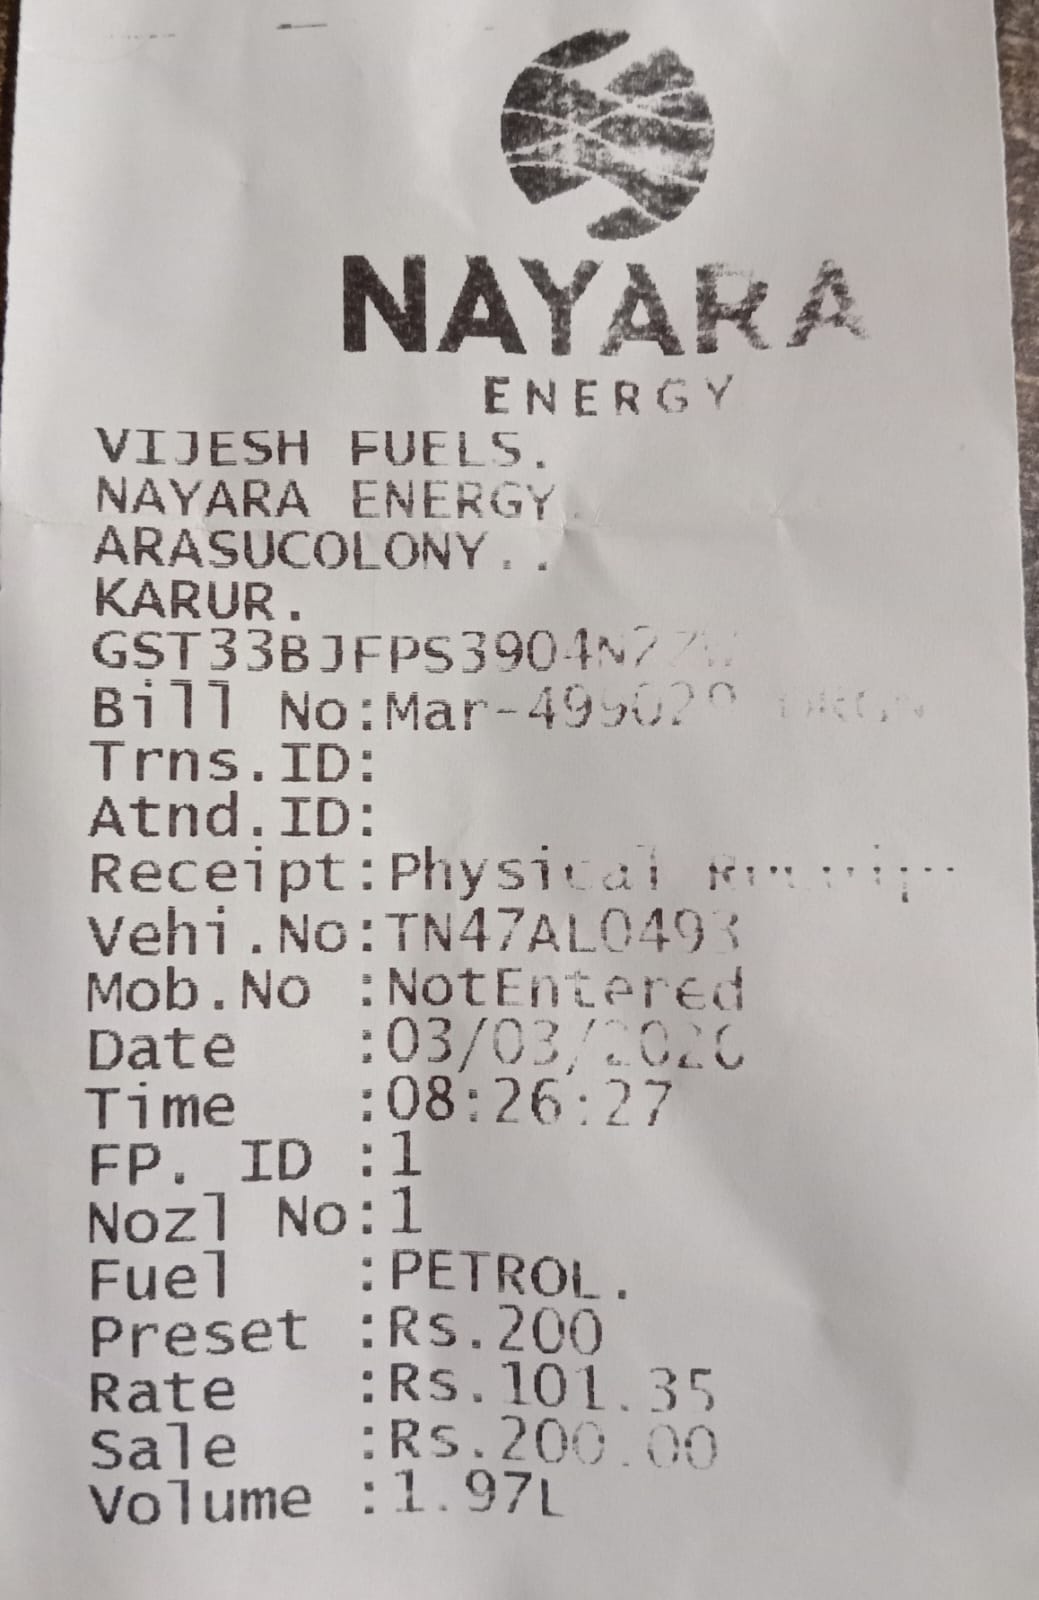 NAYARA
ENERGY
VIJESH FUELS.
NAYARA ENERGY.
ARASUCOLONY..
KARUR.
Bill No:
Trns.ID:
Atnd.ID:
Receipt:Physical
Vehi.No:TN47AL0493
Mob.No :NotEntered
Date :
Time :08:26:27
FP. ID :1
Nozl No:1
Fuel :PETROL.
Preset :Rs.200
Rate :Rs.101.35
Sale :Rs.200.00
Volume :1.97L